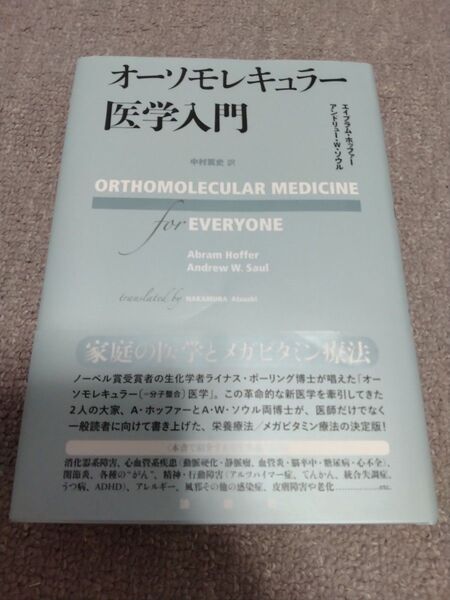 オーソモレキュラー
医学入門
エイブラム・ホッファー
アンドリュー・W・ソウル
中村篤史 訳
ORTHOMOLECULAR MEDICINE
for EVERYONE
Abram Hoffer
Andrew W. Saul
translated by NAKAMURA Atsushi
家庭の医学とメガビタミン療法
ノーベル賞受賞者の生化学者ライナス・ポーリング博士が唱えた「オー
ソモレキュラー(=分子整合)医学」。この革命的な新医学を牽引してきた
2人の大家、A・ホッファーとA・W・ソウル両博士が、医師だけでなく
一般読者に向けて書き上げた、栄養療法/メガビタミン療法の決定版!
消化器系障害、心血管系疾患(動脈硬化・静脈瘤、血管炎・脳卒中・糖尿病・心不全)、
関節炎、各種の“がん”、精神・行動障害(アルツハイマー症、てんかん、統合失調症、
うつ病、ADHD)、アレルギー、風邪その他の感染症、皮膚障害や老化……………etc.